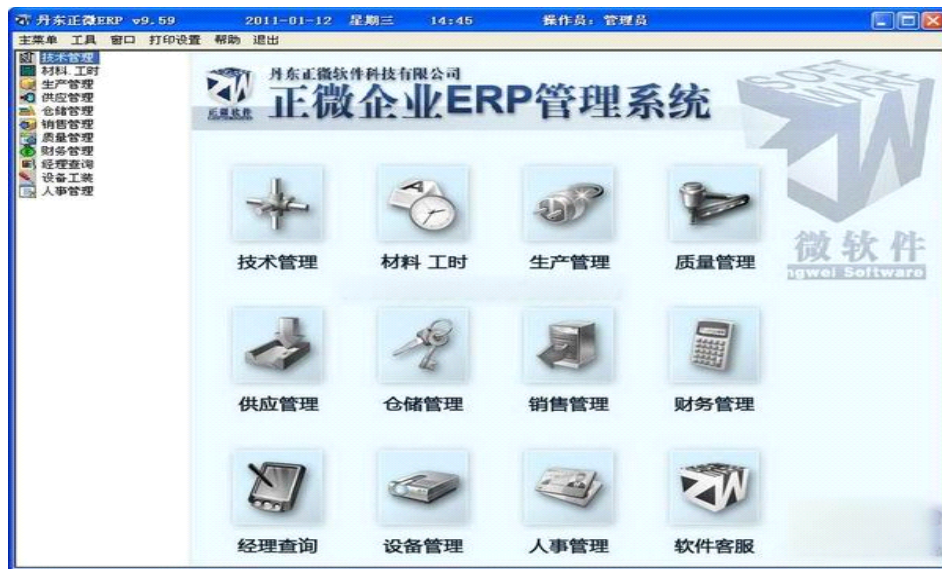 丹东正微ERP v9.59 2011-01-12 星期三 14:45 操作员：管理员
主菜单 工具 窗口 打印设置 帮助 退出
技术管理
材料.工时
生产管理
供应管理
仓储管理
销售管理
质量管理
财务管理
经理查询
设备工装
人事管理
丹东正微软件科技有限公司
正微企业ERP管理系统
正微软件
SOFT
WARE
ZW
微软件
ngwei Software
技术管理 材料 工时 生产管理 质量管理
供应管理 仓储管理 销售管理 财务管理
经理查询 设备管理 人事管理 软件客服